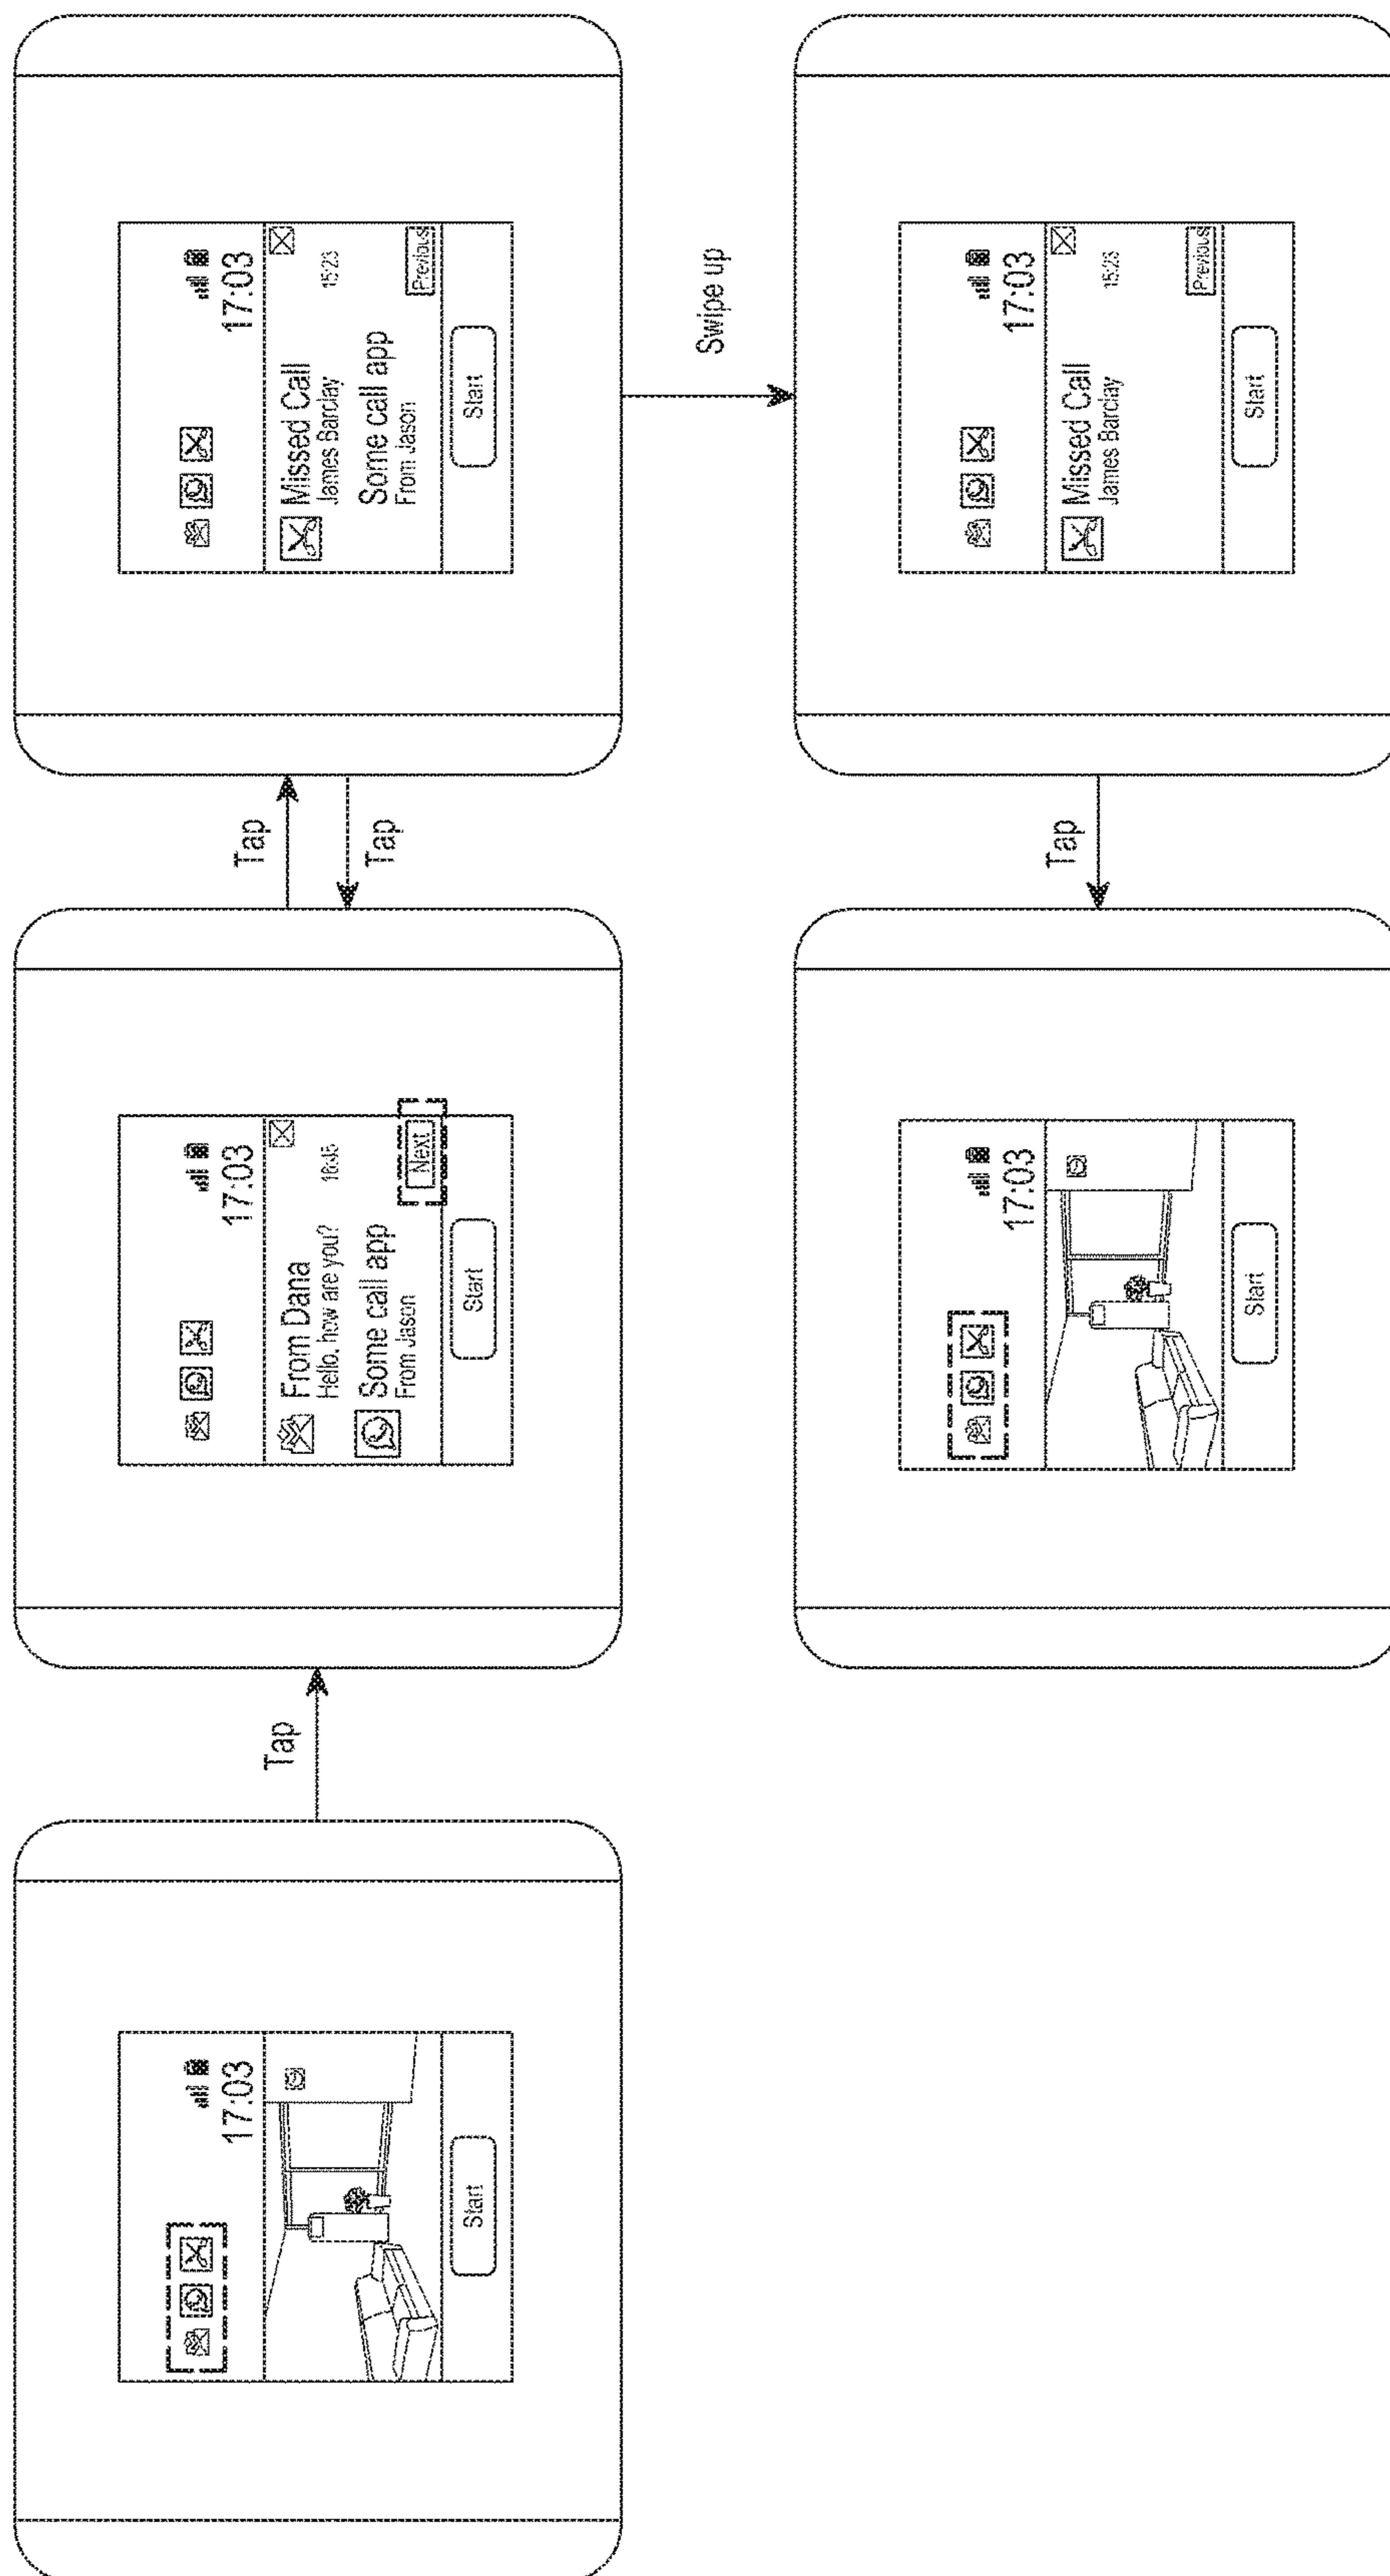 17:03
Start
Tap
17:03
From Dana
Hello, how are you?
Some call app
From Jason
Next
Start
Tap
Tap
17:03
Missed Call
James Barclay
15:23
Some call app
From Jason
Previous
Start
Swipe up
17:03
Missed Call
James Barclay
15:23
Previous
Start
Tap
17:03
Start